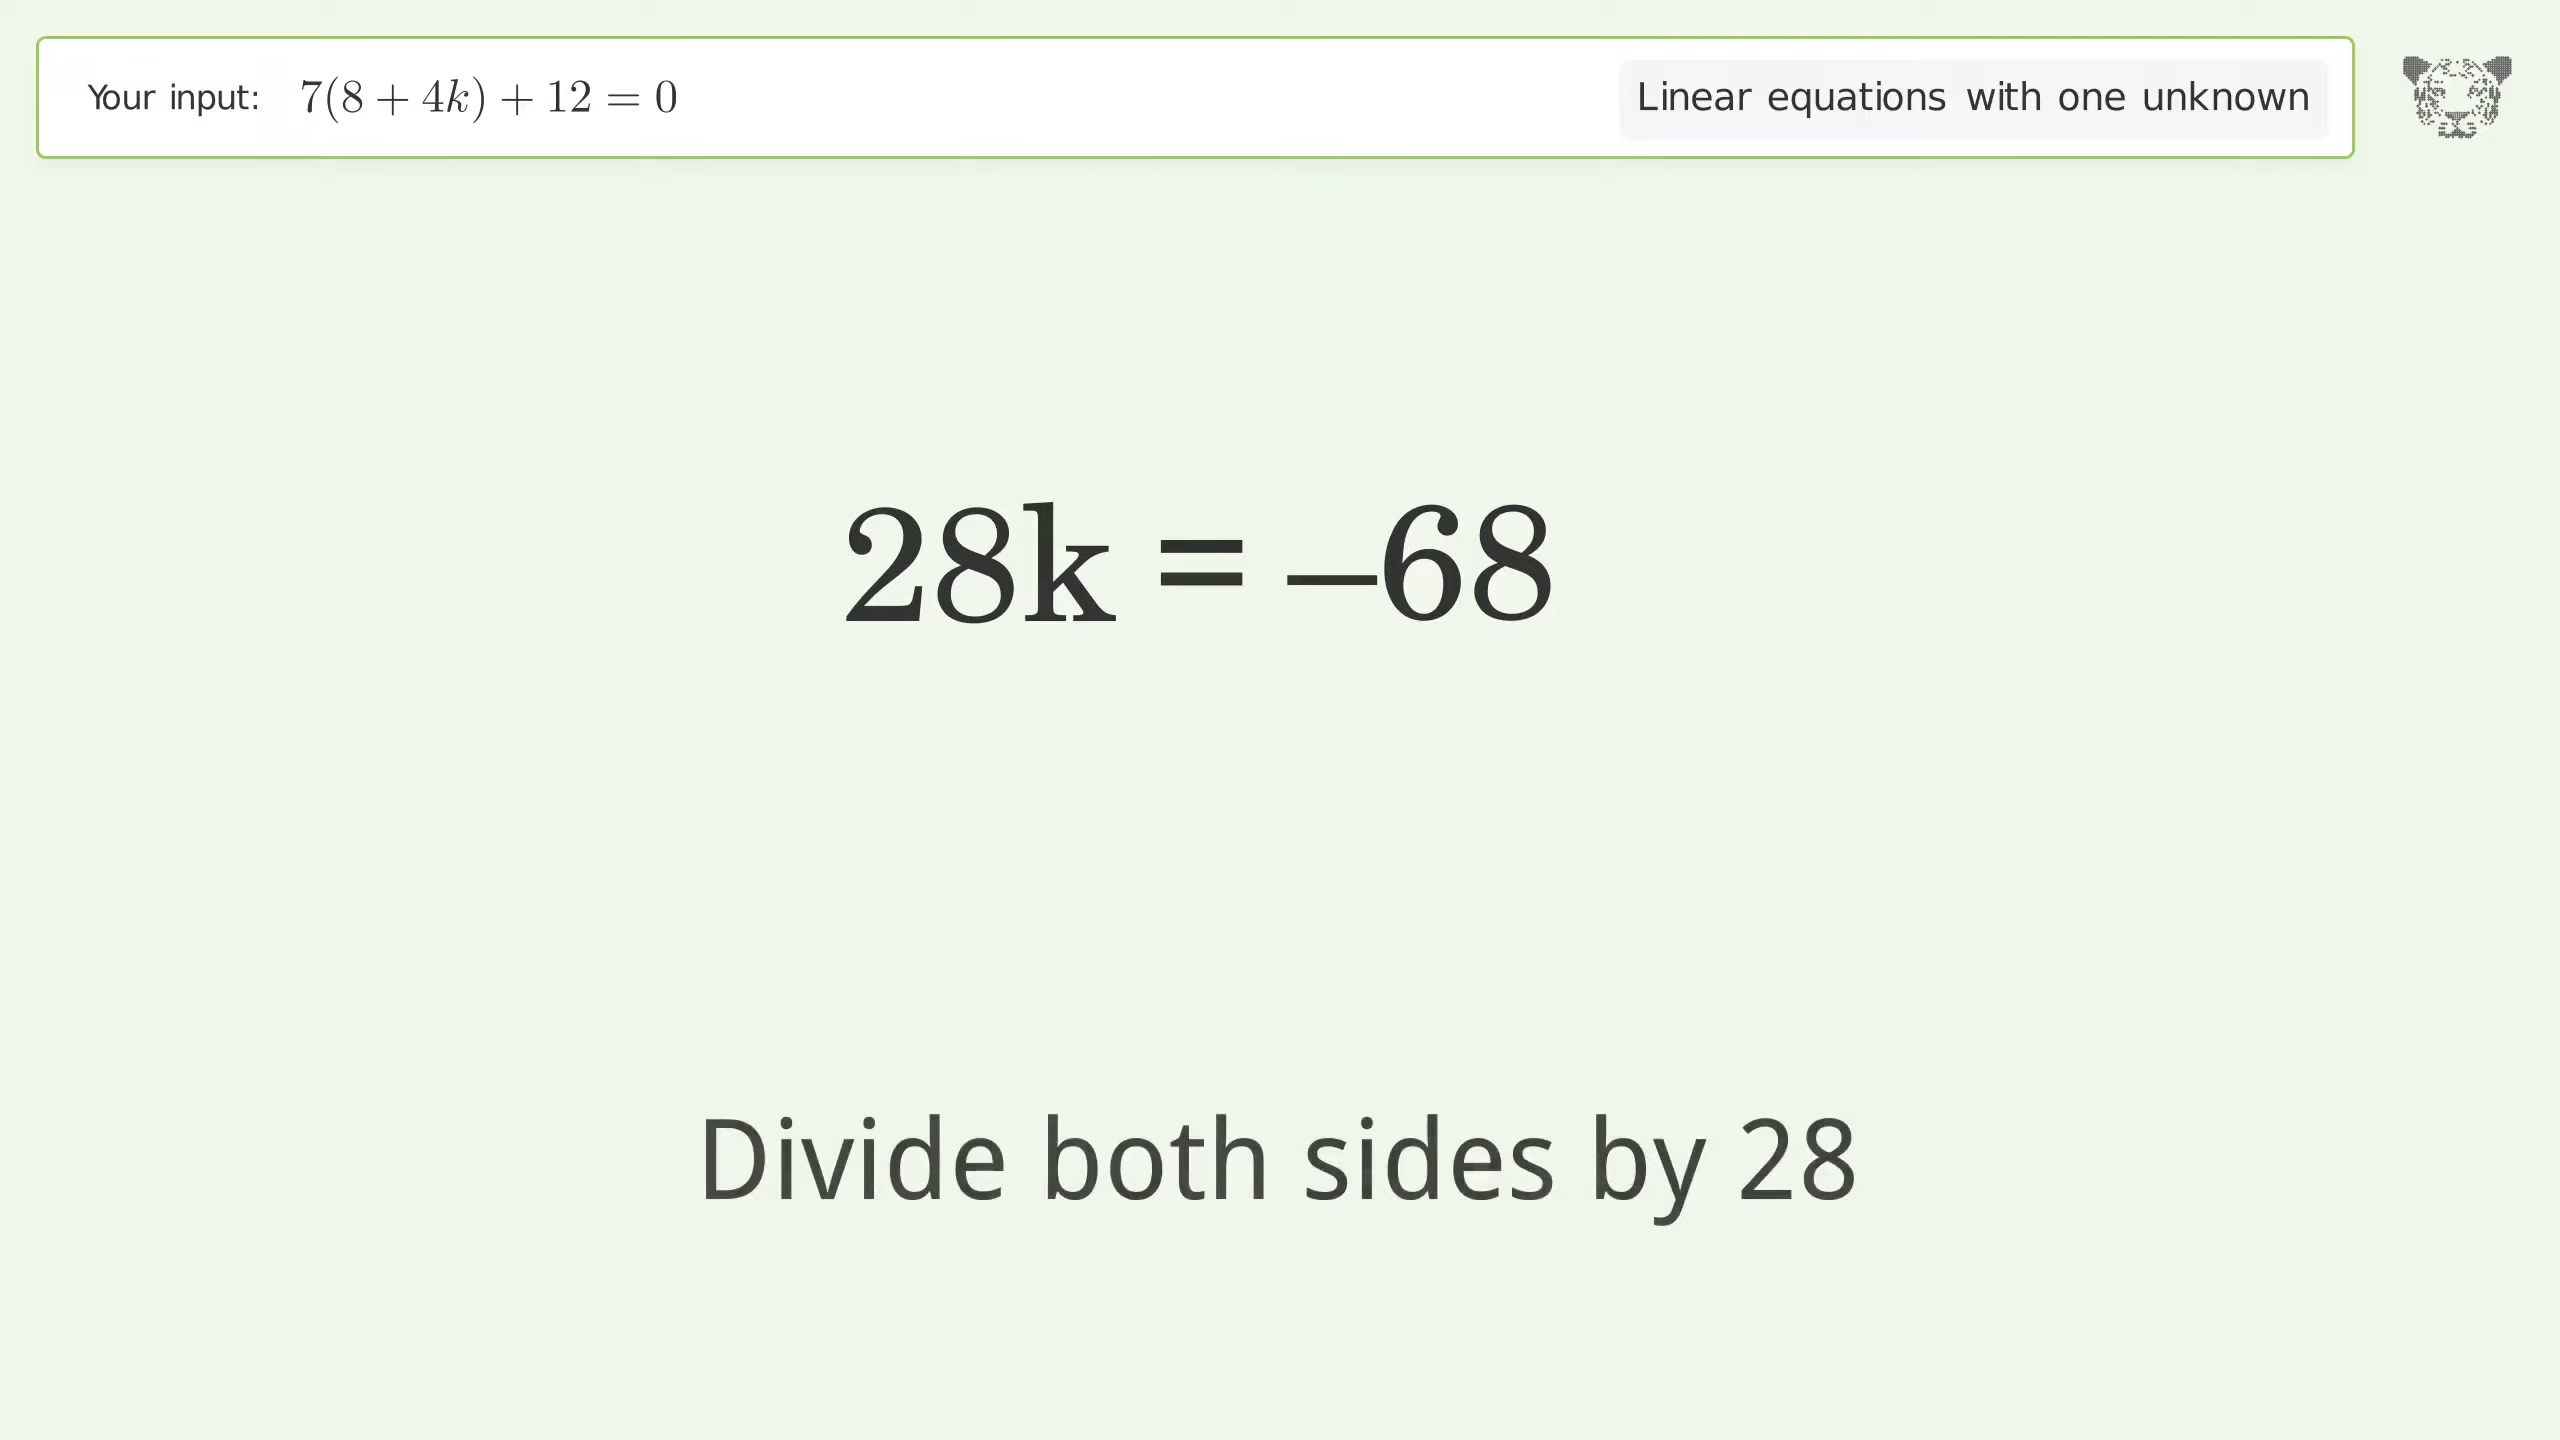 Your input: 7(8 + 4k) + 12 = 0 Linear equations with one unknown
28k = –68
Divide both sides by 28